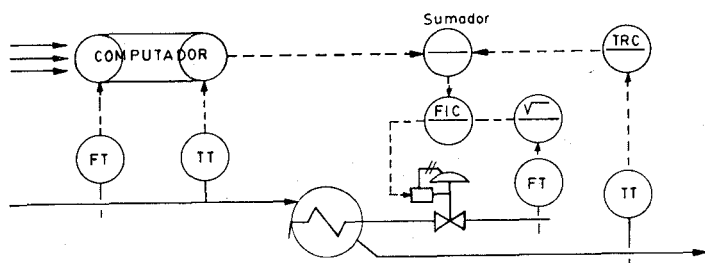 Sumador
COMPUTADOR
TRC
FIC
√
FT
TT
FT
TT